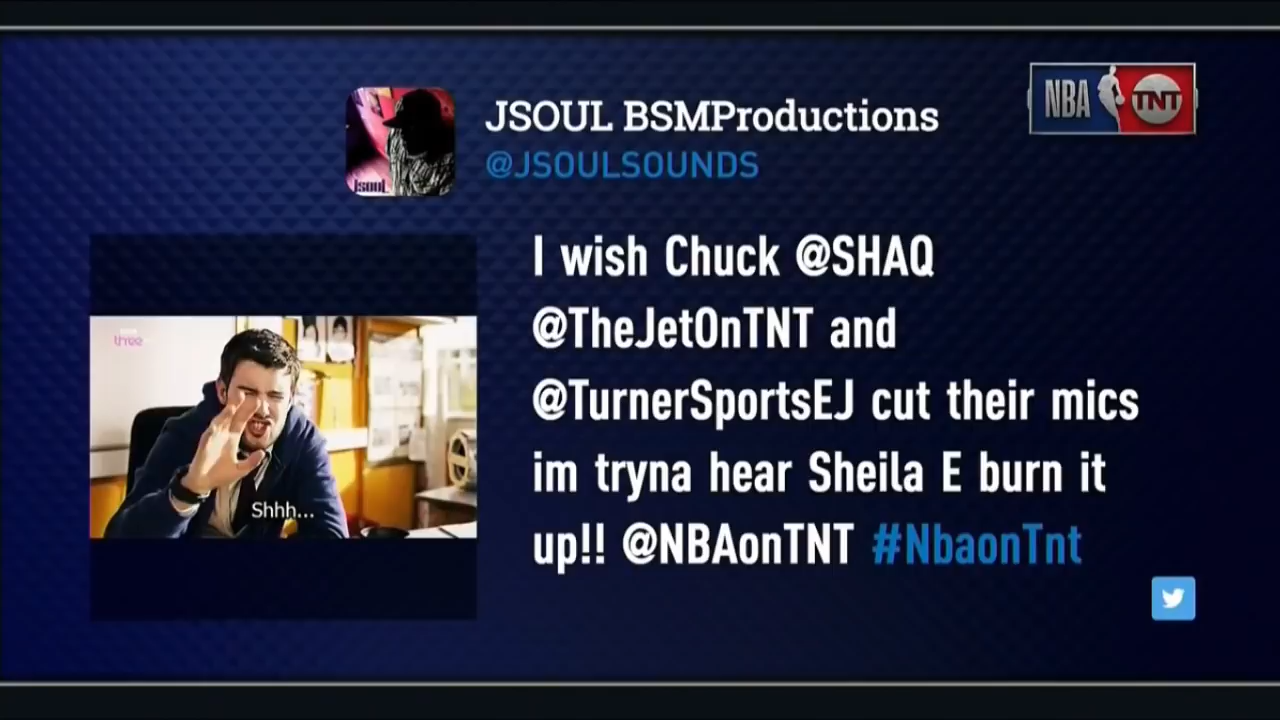 NBA TNT
JSOUL BSMProductions
@JSOULSOUNDS
Jsoul
I wish Chuck @SHAQ
@TheJetOnTNT and
@TurnerSportsEJ cut their mics
im tryna hear Sheila E burn it
up!! @NBAonTNT #NbaonTnt
three
Shhh...